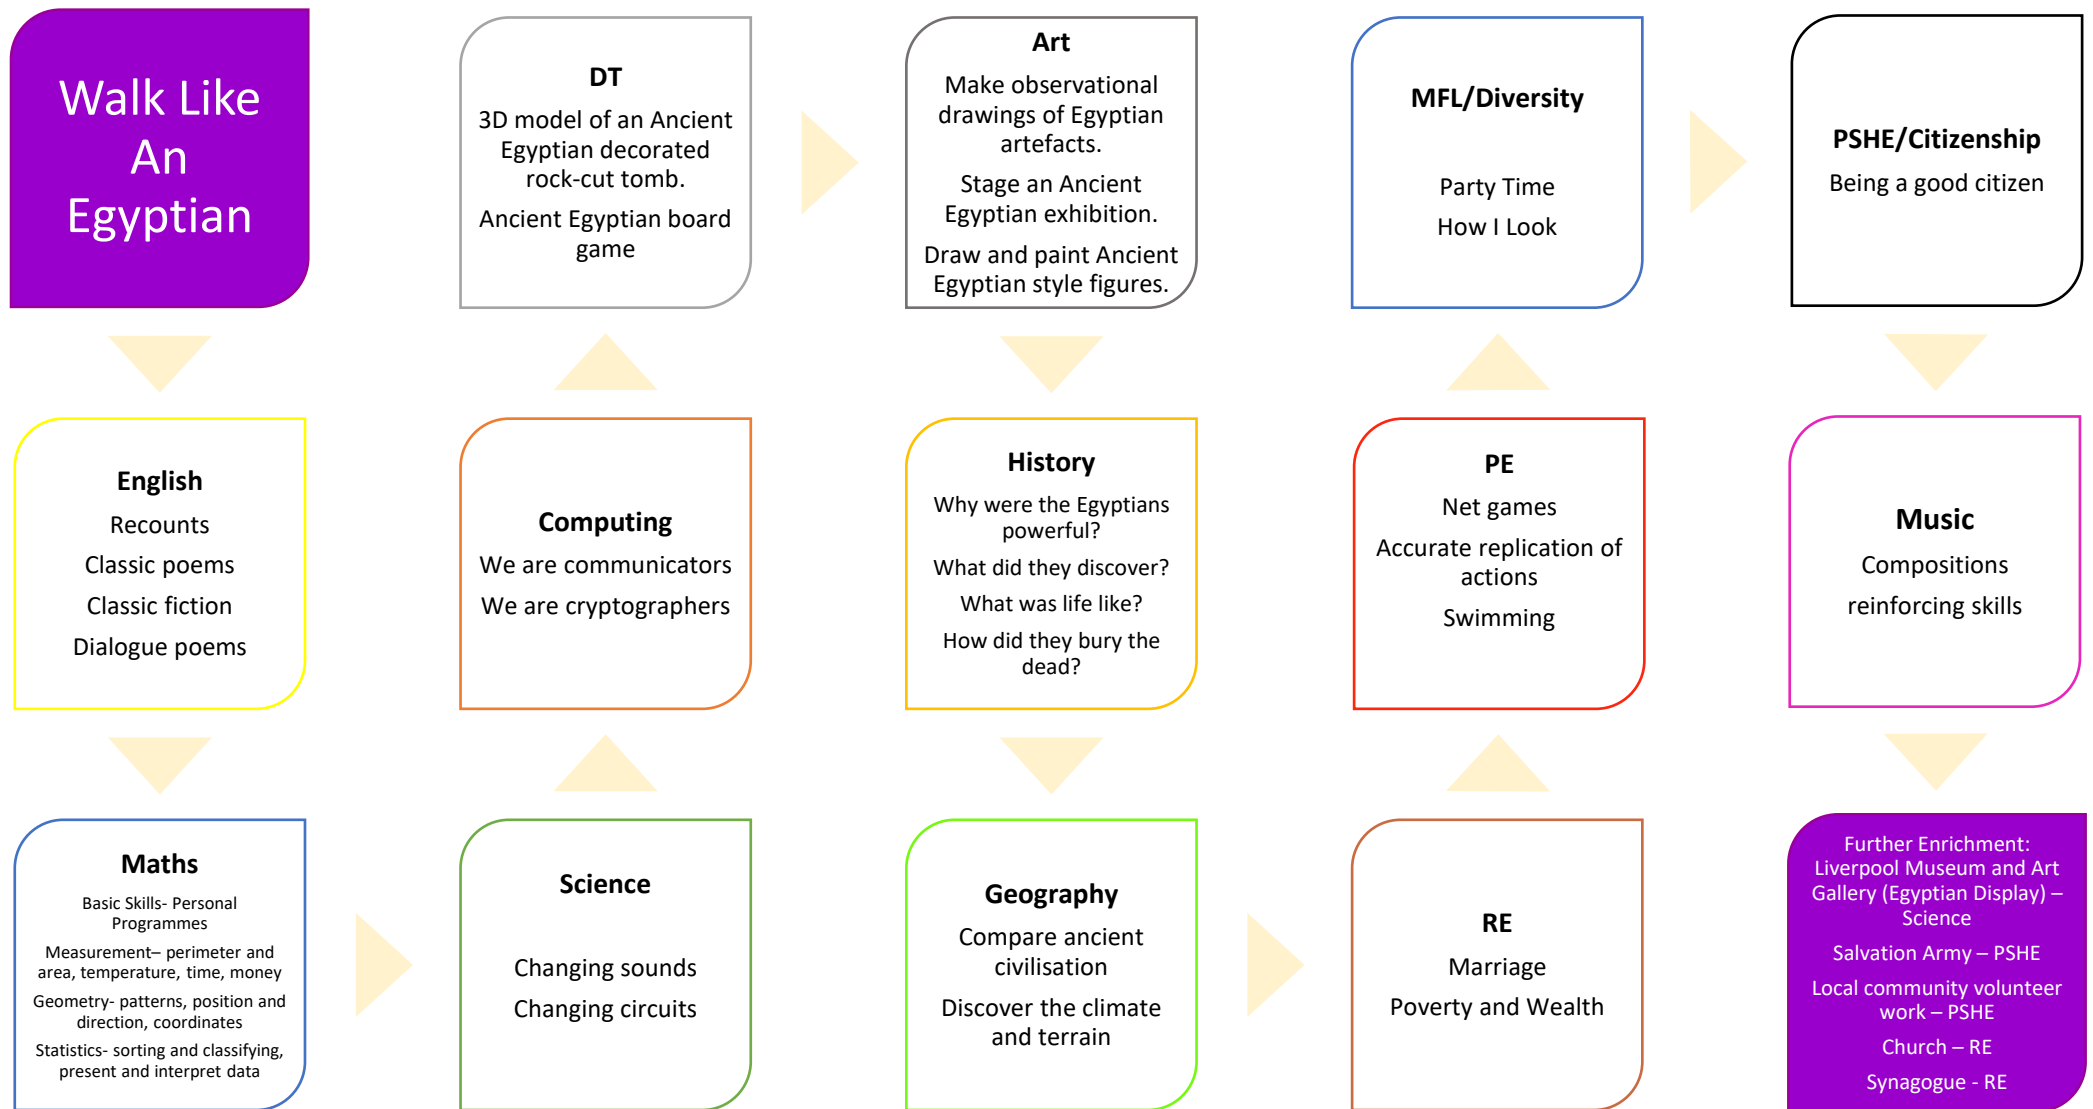 Walk Like
An
Egyptian
English
Recounts
Classic poems
Classic fiction
Dialogue poems
Maths
Basic Skills- Personal
Programmes
Measurement– perimeter and
area, temperature, time, money
Geometry- patterns, position and
direction, coordinates
Statistics- sorting and classifying,
present and interpret data
Science
Changing sounds
Changing circuits
Computing
We are communicators
We are cryptographers
DT
3D model of an Ancient
Egyptian decorated
rock-cut tomb.
Ancient Egyptian board
game
Art
Make observational
drawings of Egyptian
artefacts.
Stage an Ancient
Egyptian exhibition.
Draw and paint Ancient
Egyptian style figures.
History
Why were the Egyptians
powerful?
What did they discover?
What was life like?
How did they bury the
dead?
Geography
Compare ancient
civilisation
Discover the climate
and terrain
RE
Marriage
Poverty and Wealth
PE
Net games
Accurate replication of
actions
Swimming
MFL/Diversity
Party Time
How I Look
PSHE/Citizenship
Being a good citizen
Music
Compositions
reinforcing skills
Further Enrichment:
Liverpool Museum and Art
Gallery (Egyptian Display) –
Science
Salvation Army – PSHE
Local community volunteer
work – PSHE
Church – RE
Synagogue - RE